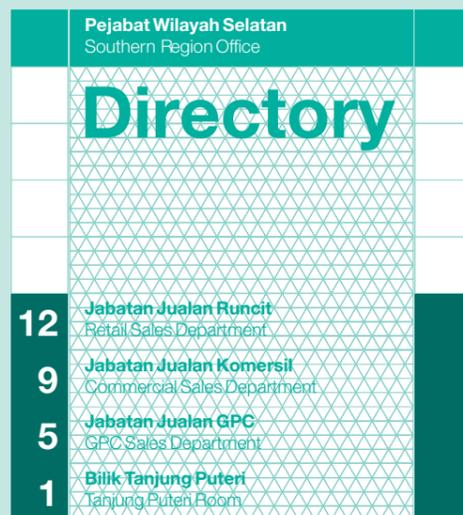 Pejabat Wilayah Selatan
Southern Region Office
Directory
12
Jabatan Jualan Runcit
Retail Sales Department
9
Jabatan Jualan Komersil
Commercial Sales Department
5
Jabatan Jualan GPC
GPC Sales Department
1
Bilik Tanjung Puteri
Tanjung Puteri Room